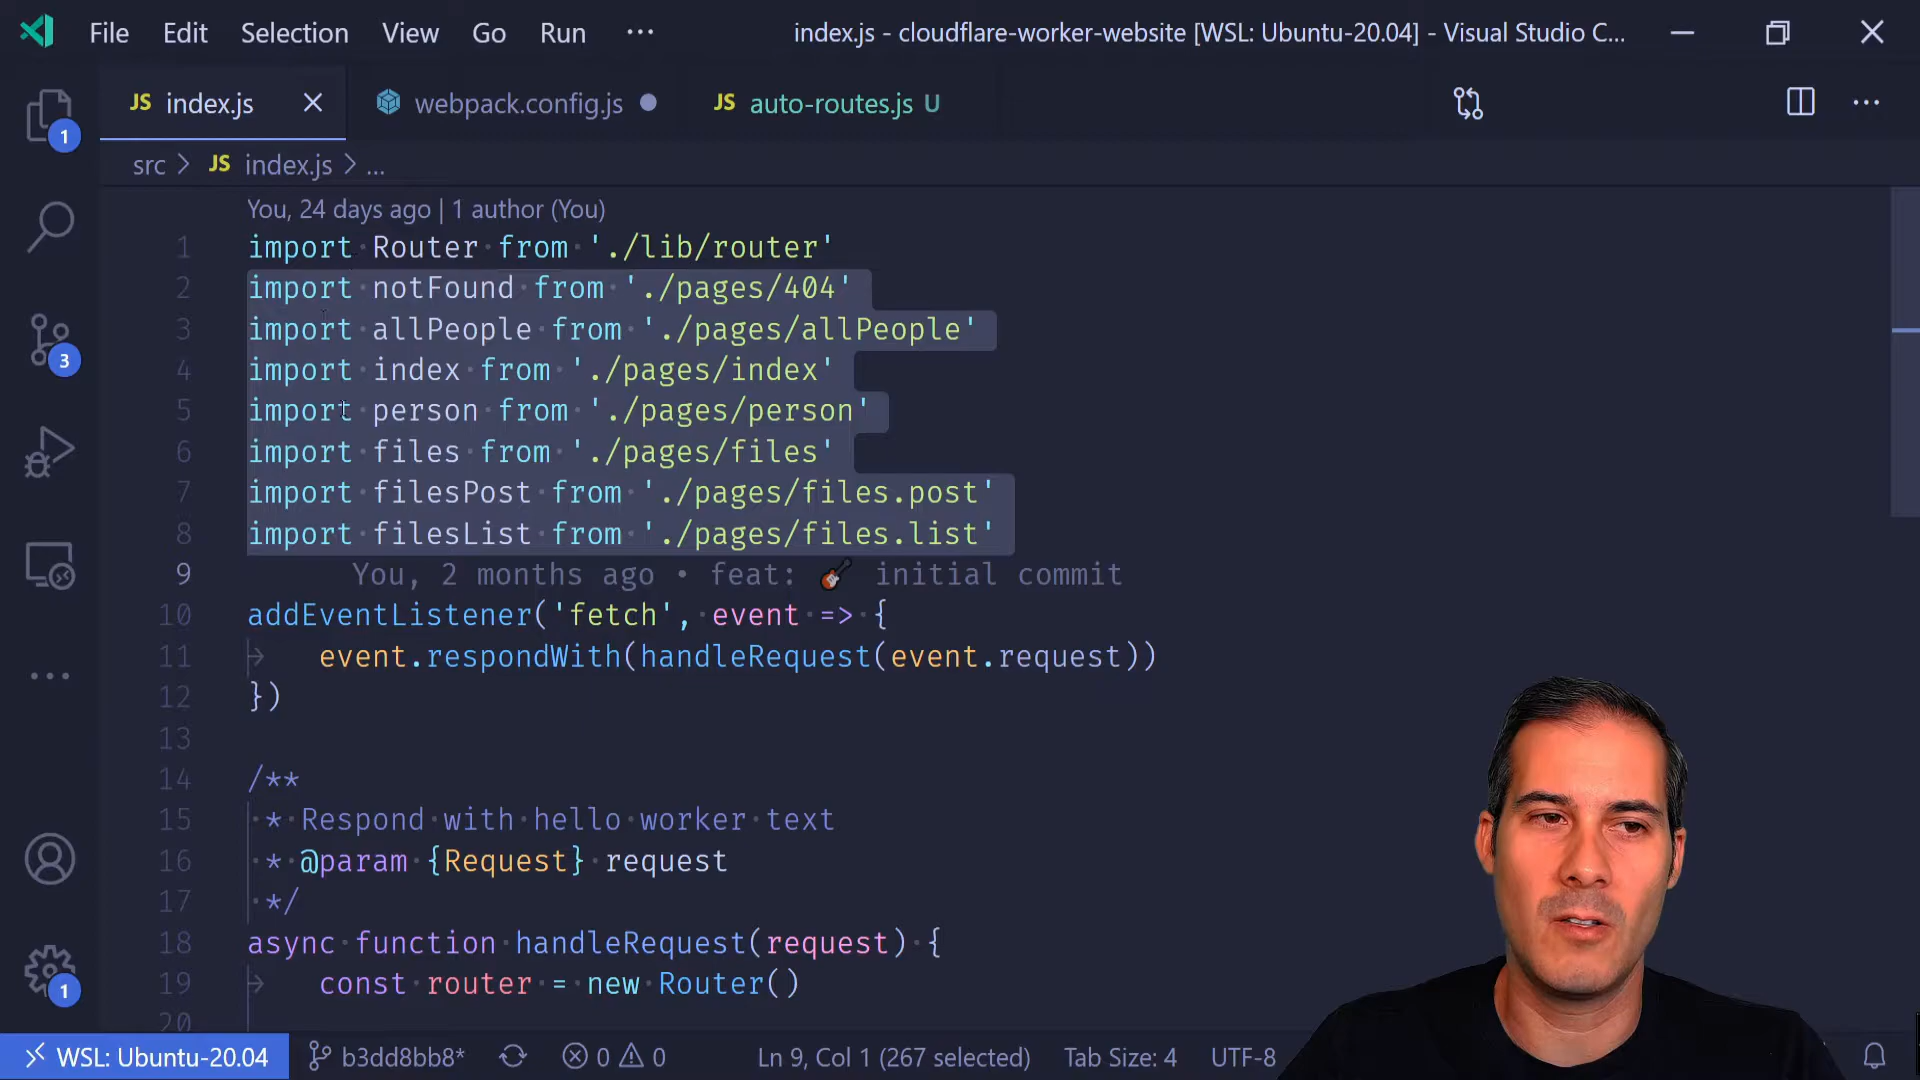 File Edit Selection View Go Run ··· index.js - cloudflare-worker-website [WSL: Ubuntu-20.04] - Visual Studio C...
JS index.js webpack.config.js JS auto-routes.js U
1
src > JS index.js > ...
You, 24 days ago | 1 author (You)
1 import Router from './lib/router'
2 import notFound from './pages/404'
3 import allPeople from './pages/allPeople'
3
4 import index from './pages/index'
5 import person from './pages/person'
6 import files from './pages/files'
7 import filesPost from './pages/files.post'
8 import filesList from './pages/files.list'
9 You, 2 months ago • feat: 🎸 initial commit
10 addEventListener('fetch', event => {
11 event.respondWith(handleRequest(event.request))
12 })
13
14 /**
15 * Respond with hello worker text
16 * @param {Request} request
17 */
18 async function handleRequest(request) {
19 const router = new Router()
1
20
WSL: Ubuntu-20.04 b3dd8bb8* 0 0 Ln 9, Col 1 (267 selected) Tab Size: 4 UTF-8